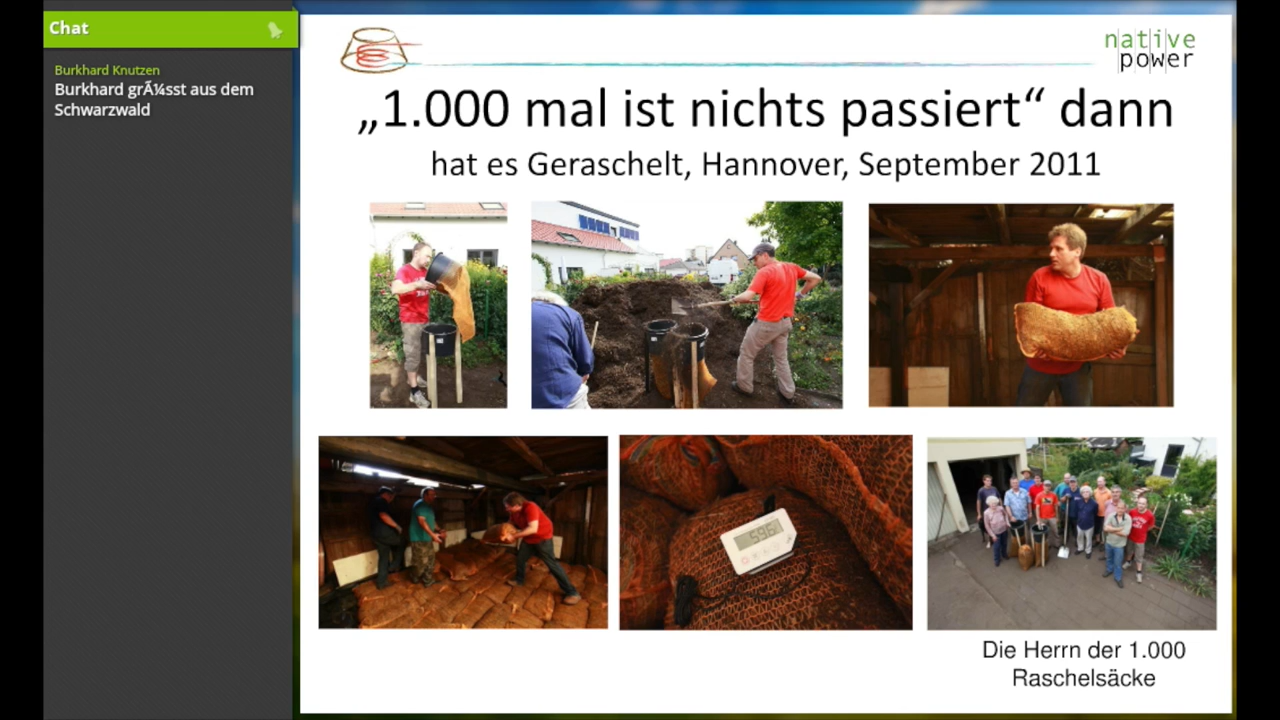 Chat
Burkhard Knutzen
Burkhard grÃ¼sst aus dem
Schwarzwald
native
power
„1.000 mal ist nichts passiert“ dann
hat es Geraschelt, Hannover, September 2011
Die Herrn der 1.000
Raschelsäcke